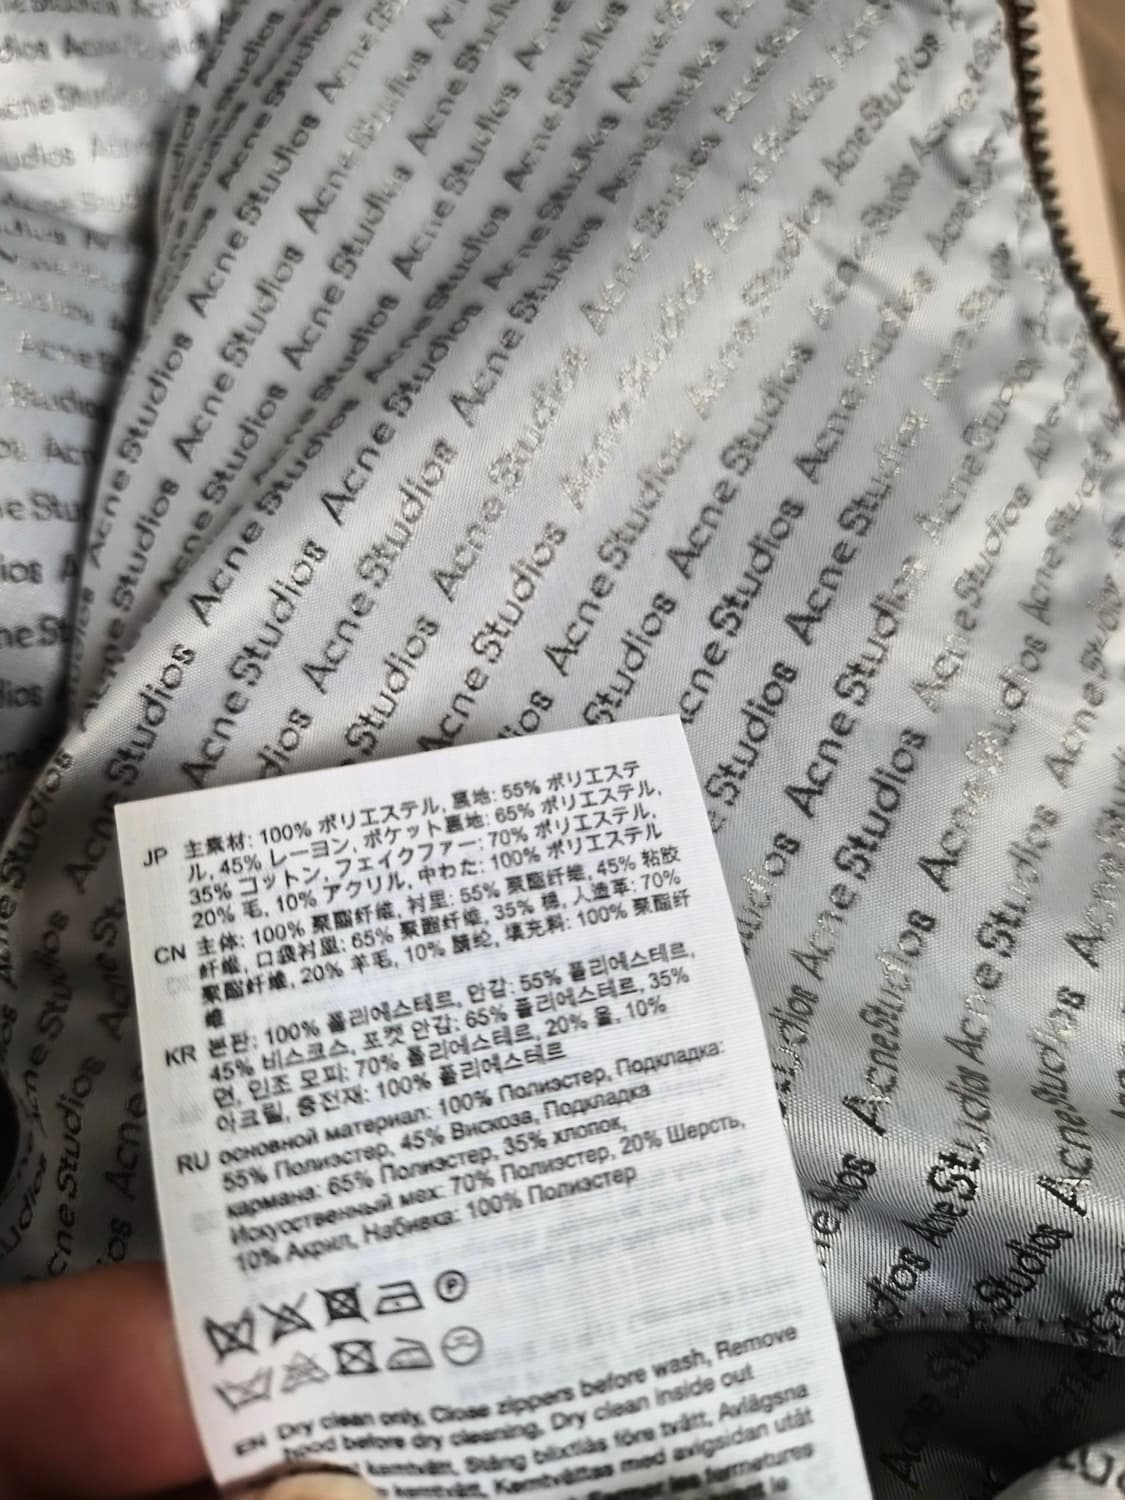 Acne Studios Acne Studios Acne Studios
JP 主素材: 100% ポリエステル, 裏地: 55% ポリエステ
ル, 45% レーヨン, ポケット裏地: 65% ポリエステル,
35% コットン, フェイクファー: 70% ポリエステル,
20% 毛, 10% アクリル, 中わた: 100% ポリエステル
CN 主体: 100% 聚酯纤维, 衬里: 55% 聚酯纤维, 45% 粘胶
纤维, 口袋衬里: 65% 聚酯纤维, 35% 棉, 人造革: 70%
聚酯纤维, 20% 羊毛, 10% 腈纶, 填充料: 100% 聚酯纤
维
KR 본판: 100% 폴리에스테르, 안감: 55% 폴리에스테르,
45% 비스코스, 포켓 안감: 65% 폴리에스테르, 35%
면, 인조 모피: 70% 폴리에스테르, 20% 울, 10%
아크릴, 충전재: 100% 폴리에스테르
RU основной материал: 100% Полиэстер, Подкладка:
55% Полиэстер, 45% Вискоза, Подкладка
кармана: 65% Полиэстер, 35% хлопок,
Искусственный мех: 70% Полиэстер, 20% Шерсть,
10% Акрил, Набивка: 100% Полиэстер
P
EN Dry clean only, Close zippers before wash, Remove
hood before dry cleaning, Dry clean inside out
kemtvätt, Stäng blixtlås före tvätt, Avlägsna
kemtvätt, Kemtvättas med avigsidan utåt
fermetures